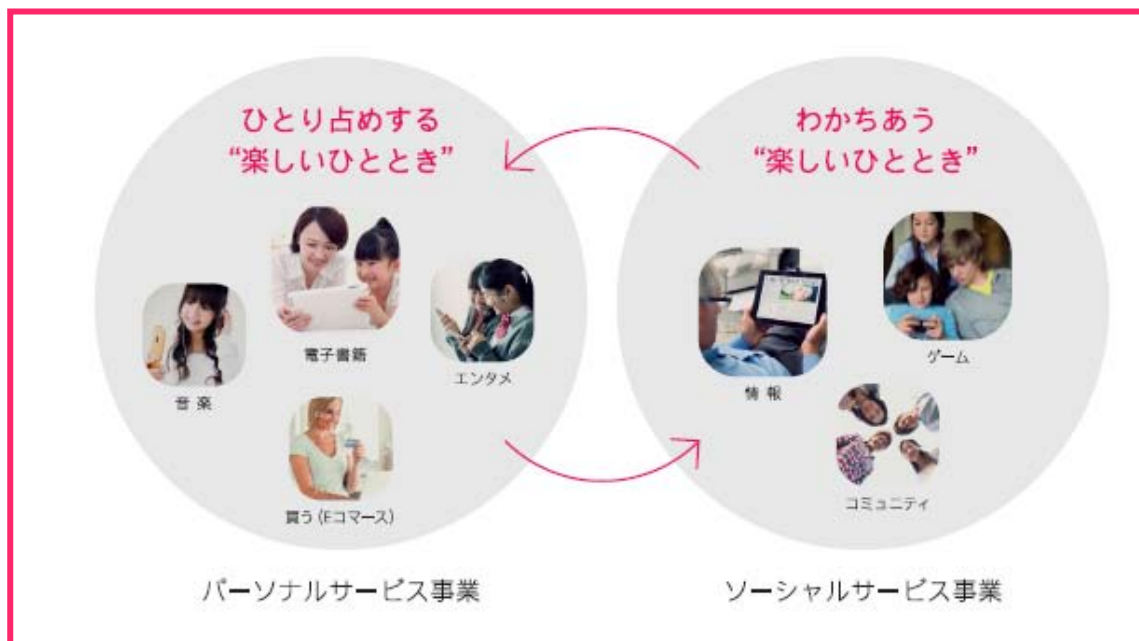 ひとり占めする
“楽しいひととき”
音 楽
電子書籍
エンタメ
買う（Eコマース）
パーソナルサービス事業
わかちあう
“楽しいひととき”
情 報
ゲーム
コミュニティ
ソーシャルサービス事業